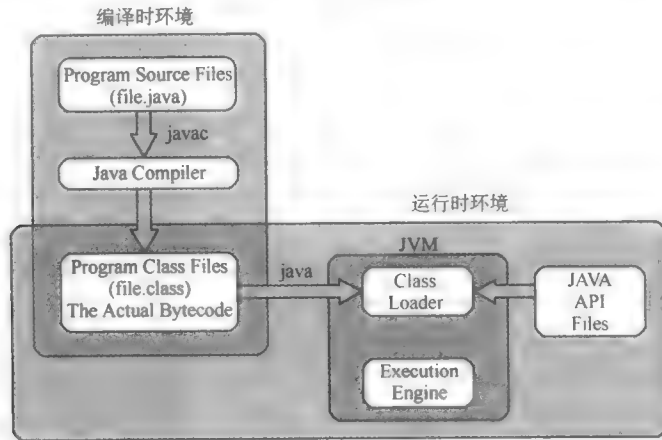 编译时环境
Program Source Files
(file.java)
javac
Java Compiler
运行时环境
Program Class Files
(file.class)
The Actual Bytecode
java
JVM
Class
Loader
JAVA
API
Files
Execution
Engine